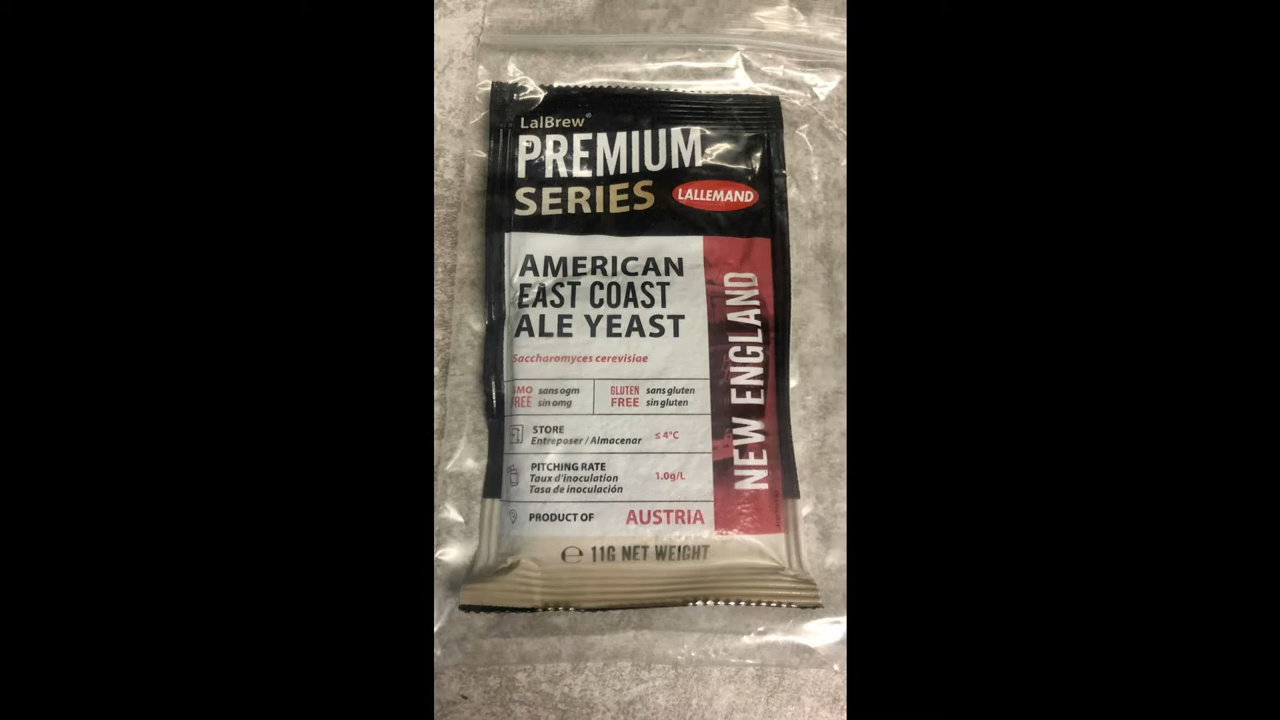 LalBrew®
PREMIUM
SERIES
LALLEMAND
AMERICAN
EAST COAST
ALE YEAST
Saccharomyces cerevisiae
GMO FREE
sans ogm
sin omg
GLUTEN FREE
sans gluten
sin gluten
STORE
Entreposer / Almacenar
≤ 4°C
PITCHING RATE
Taux d'inoculation
Tasa de inoculación
1.0g/L
PRODUCT OF AUSTRIA
NEW ENGLAND
℮ 11G NET WEIGHT